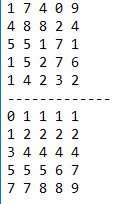 1 7 4 0 9
4 8 8 2 4
5 5 1 7 1
1 5 2 7 6
1 4 2 3 2
-------------
0 1 1 1 1
1 2 2 2 2
3 4 4 4 4
5 5 5 6 7
7 7 8 8 9